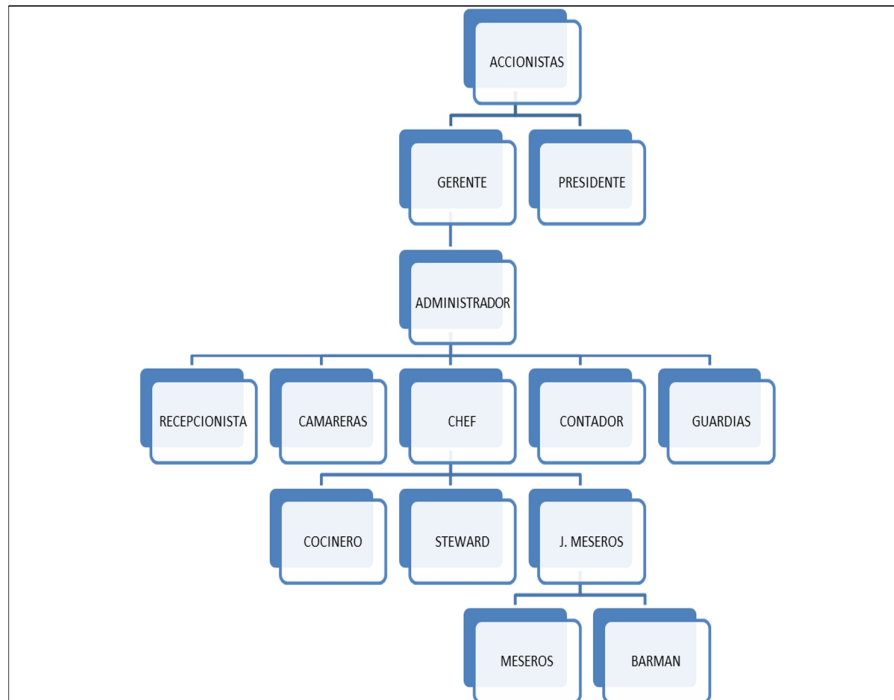 ACCIONISTAS
GERENTE
PRESIDENTE
ADMINISTRADOR
RECEPCIONISTA
CAMARERAS
CHEF
CONTADOR
GUARDIAS
COCINERO
STEWARD
J. MESEROS
MESEROS
BARMAN